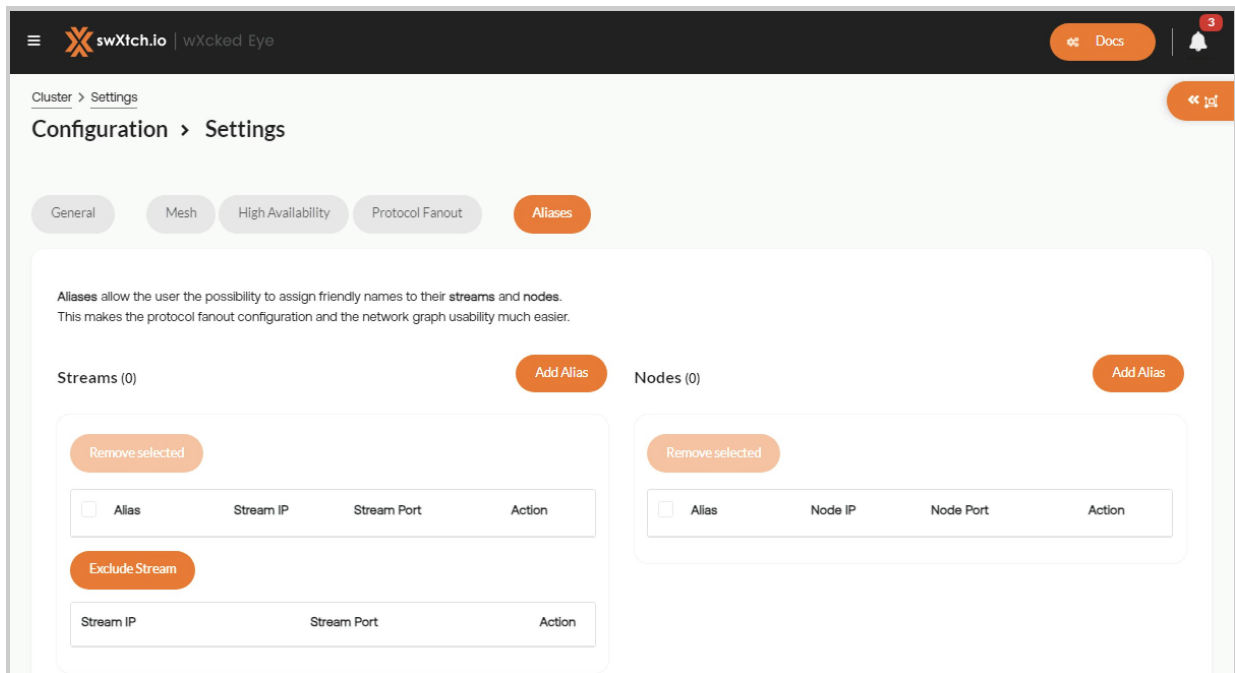 swXtch.io | wXcked Eye
Docs
3
Cluster > Settings
Configuration > Settings
General Mesh High Availability Protocol Fanout Aliases
Aliases allow the user the possibility to assign friendly names to their streams and nodes.
This makes the protocol fanout configuration and the network graph usability much easier.
Streams (0)
Add Alias
Remove selected
Alias Stream IP Stream Port Action
Exclude Stream
Stream IP Stream Port Action
Nodes (0)
Add Alias
Remove selected
Alias Node IP Node Port Action